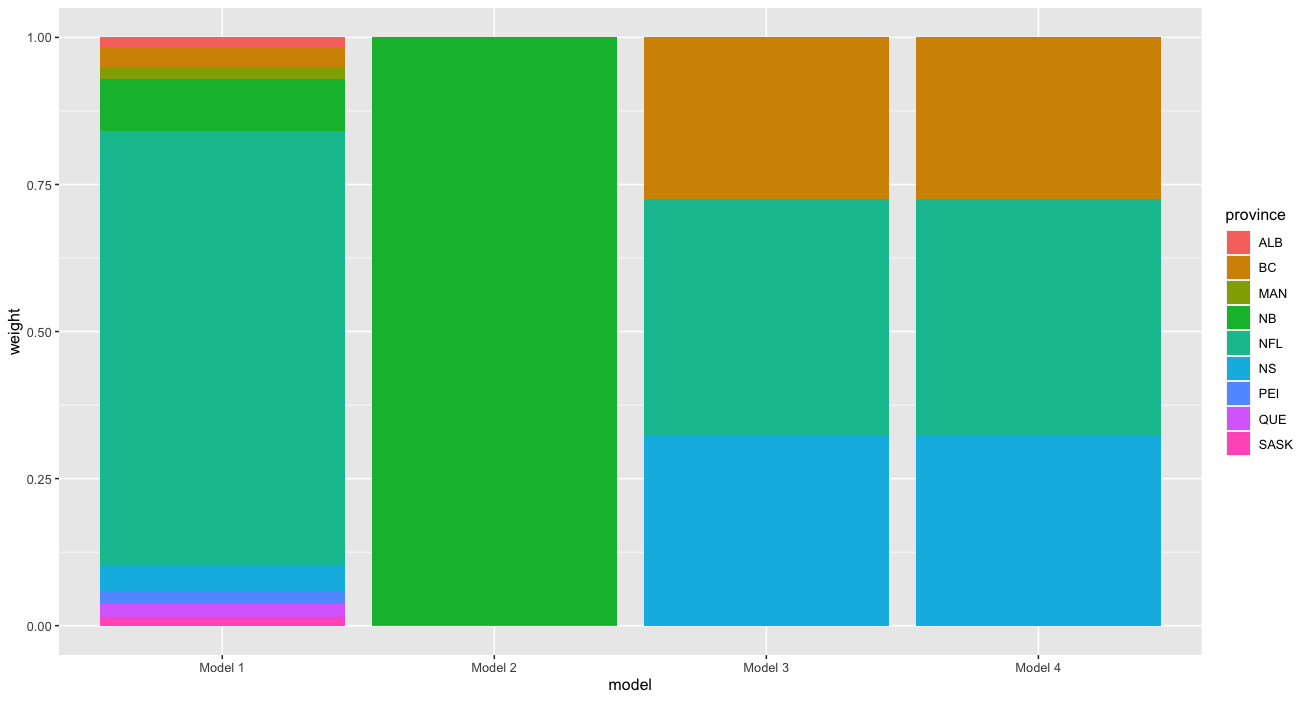 weight
1.00
0.75
0.50
0.25
0.00
Model 1
Model 2
Model 3
Model 4
model
province
ALB
BC
MAN
NB
NFL
NS
PEI
QUE
SASK